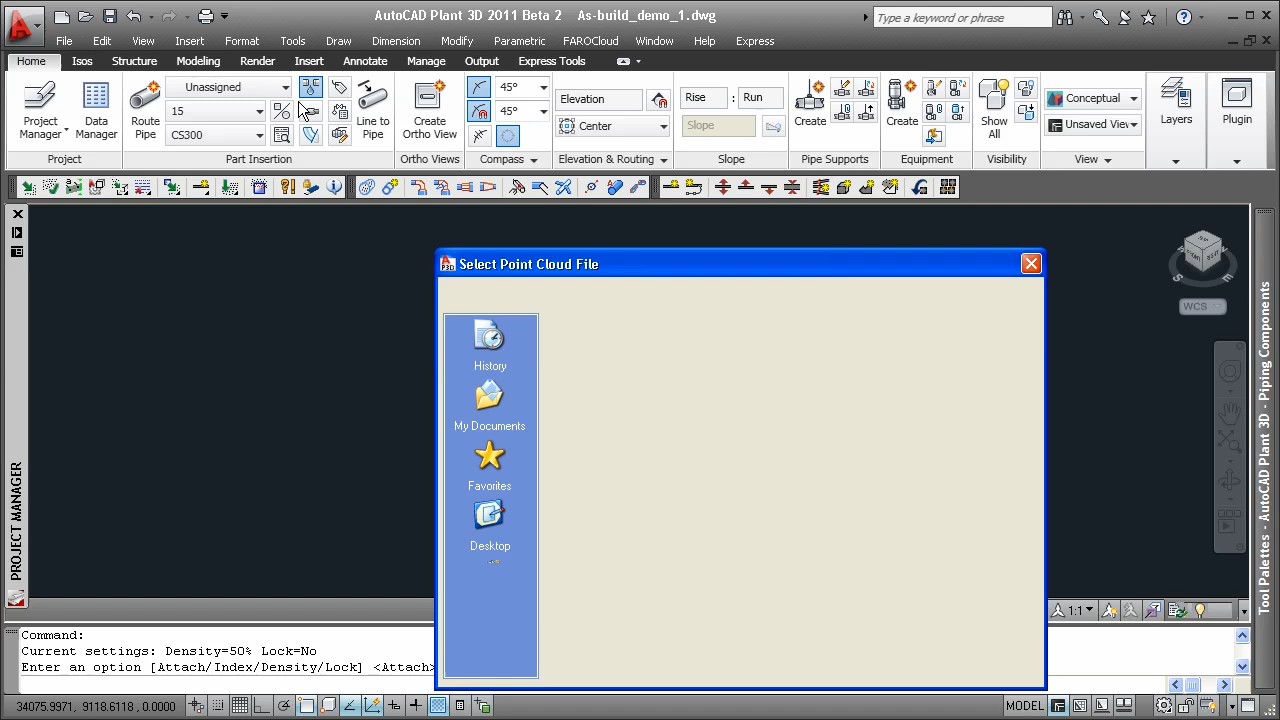 AutoCAD Plant 3D 2011 Beta 2 As-build_demo_1.dwg
Type a keyword or phrase
File Edit View Insert Format Tools Draw Dimension Modify Parametric FAROCloud Window Help Express
Home Isos Structure Modeling Render Insert Annotate Manage Output Express Tools
Project Manager
Data Manager
Project
Route Pipe
Unassigned
15
CS300
Line to Pipe
Part Insertion
Create Ortho View
Ortho Views
45°
45°
Compass
Elevation
Center
Elevation & Routing
Rise : Run
Slope
Slope
Create
Pipe Supports
Create
Equipment
Show All
Visibility
Conceptual
Unsaved View
View
Layers
Plugin
PROJECT MANAGER
Select Point Cloud File
P3D
History
My Documents
Favorites
Desktop
S E
WCS
Tool Palettes - AutoCAD Plant 3D - Piping Components
1:1
Command:
Current settings: Density=50% Lock=No
Enter an option [Attach/Index/Density/Lock] <Attach>
34075.9971, 9118.6118, 0.0000
MODEL